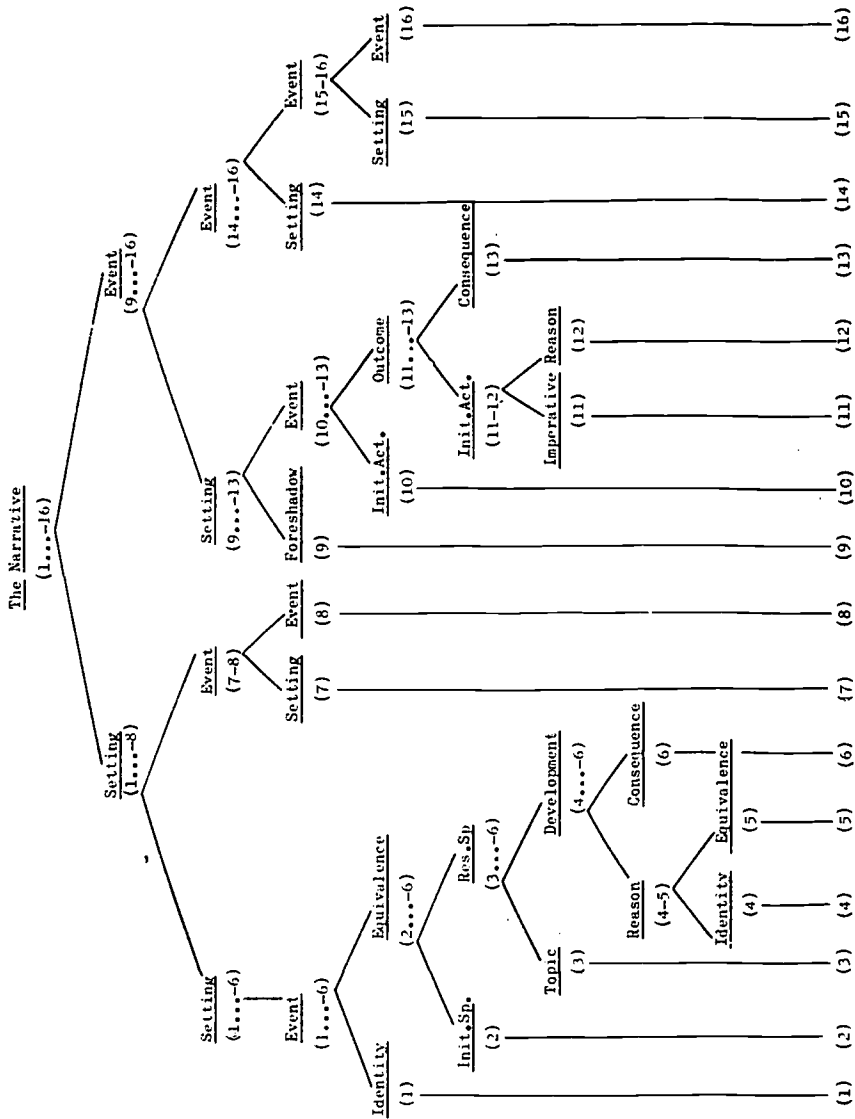 The Narrative
(1...-16)
Setting
(1...-8)
Event
(9...-16)
Setting
(1...-6)
Event
(7-8)
Setting
(9...-13)
Event
(14...-16)
Event
(1...-6)
Setting
(7)
Event
(8)
Foreshadow
(9)
Event
(10...-13)
Setting
(14)
Event
(15-16)
Identity
(1)
Equivalence
(2...-6)
Init.Act.
(10)
Outcome
(11...-13)
Setting
(15)
Event
(16)
Init.Sp.
(2)
Res.Sp
(3...-6)
Init.Act.
(11-12)
Consequence
(13)
Topic
(3)
Development
(4...-6)
Imperative
(11)
Reason
(12)
Reason
(4-5)
Consequence
(6)
Identity
(4)
Equivalence
(5)
(1) (2) (3) (4) (5) (6) (7) (8) (9) (10) (11) (12) (13) (14) (15) (16)